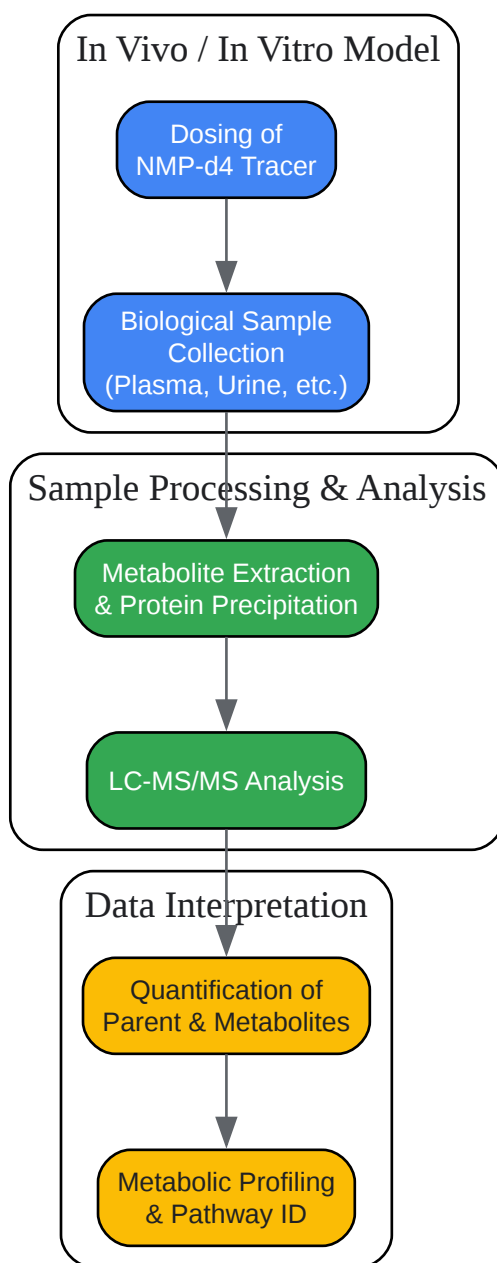 In Vivo / In Vitro Model
Dosing of
NMP-d4 Tracer
Biological Sample
Collection
(Plasma, Urine, etc.)
Sample Processing & Analysis
Metabolite Extraction
& Protein Precipitation
LC-MS/MS Analysis
Data Interpretation
Quantification of
Parent & Metabolites
Metabolic Profiling
& Pathway ID